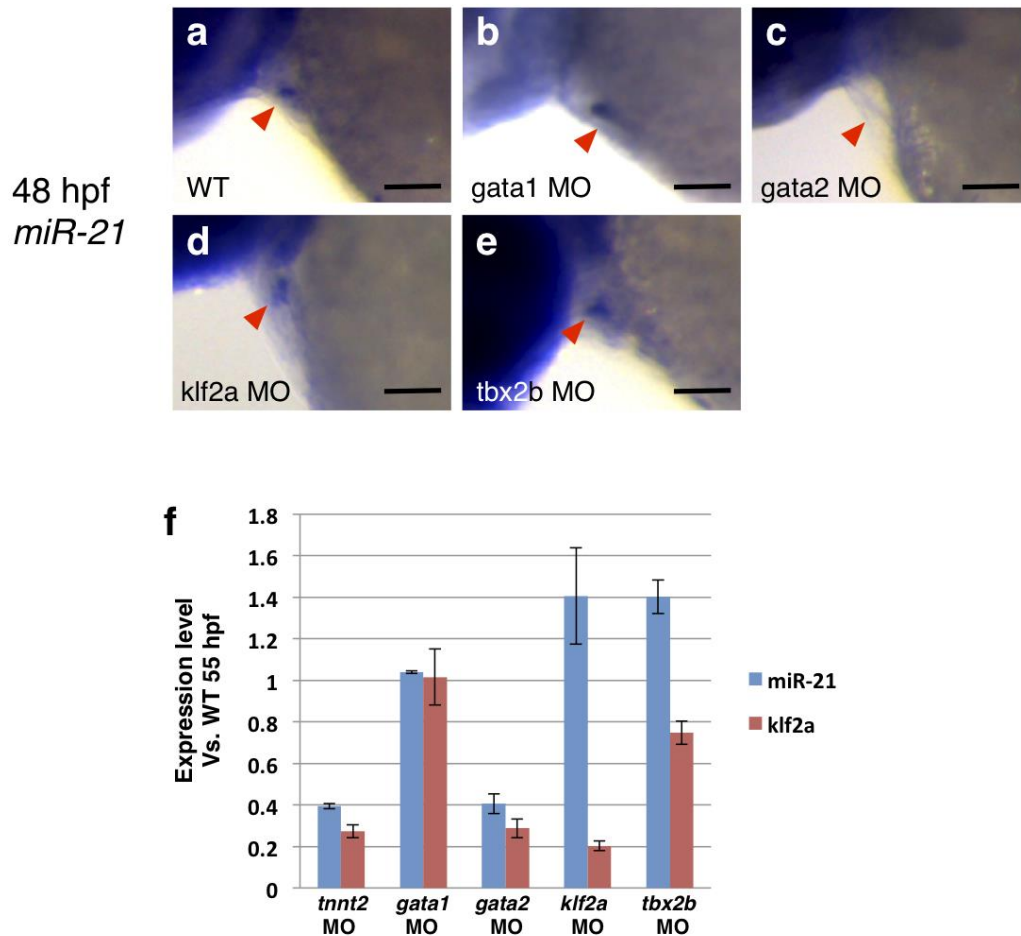 a
WT
b
gata1 MO
c
gata2 MO
48 hpf
miR-21
d
klf2a MO
e
tbx2b MO
f
Expression level
Vs. WT 55 hpf
1.8
1.6
1.4
1.2
1
0.8
0.6
0.4
0.2
0
tnnt2 gata1 gata2 klf2a tbx2b
MO MO MO MO MO
miR-21
klf2a